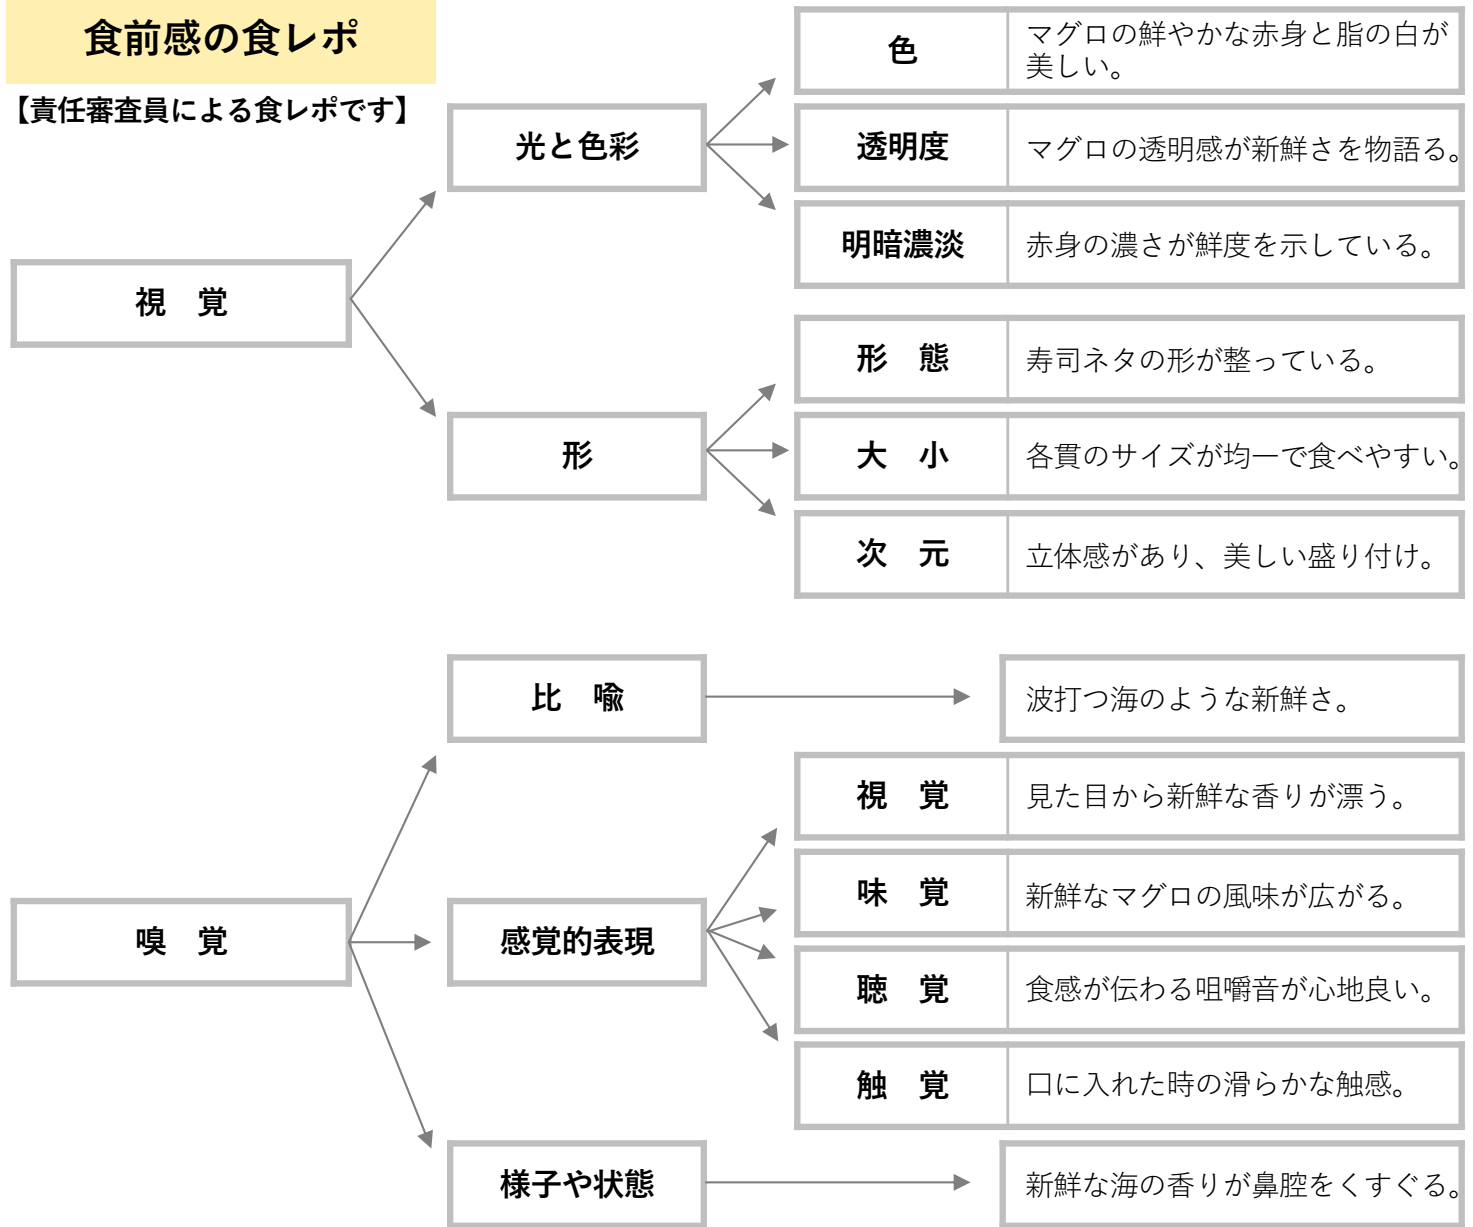 食前感の食レポ
【責任審査員による食レポです】
視　覚
光と色彩
色
マグロの鮮やかな赤身と脂の白が
美しい。
透明度
マグロの透明感が新鮮さを物語る。
明暗濃淡
赤身の濃さが鮮度を示している。
形
形　態
寿司ネタの形が整っている。
大　小
各貫のサイズが均一で食べやすい。
次　元
立体感があり、美しい盛り付け。
嗅　覚
比　喩
波打つ海のような新鮮さ。
感覚的表現
視　覚
見た目から新鮮な香りが漂う。
味　覚
新鮮なマグロの風味が広がる。
聴　覚
食感が伝わる咀嚼音が心地良い。
触　覚
口に入れた時の滑らかな触感。
様子や状態
新鮮な海の香りが鼻腔をくすぐる。